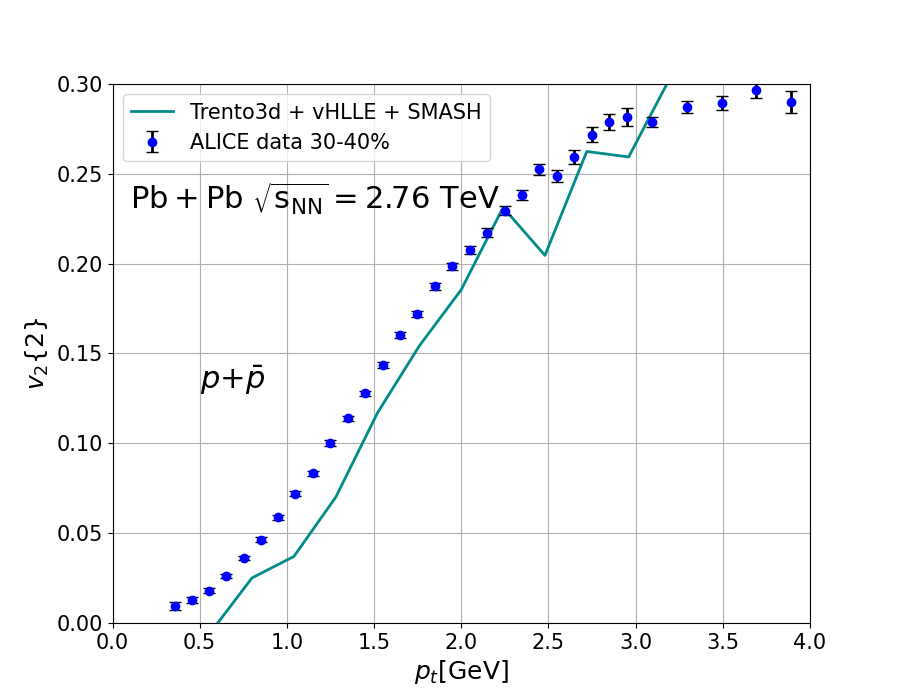 Trento3d + vHLLE + SMASH
ALICE data 30-40%
Pb + Pb √s_NN = 2.76 TeV
p+p̄
v₂{2}
0.30
0.25
0.20
0.15
0.10
0.05
0.00
0.0 0.5 1.0 1.5 2.0 2.5 3.0 3.5 4.0
pₜ[GeV]